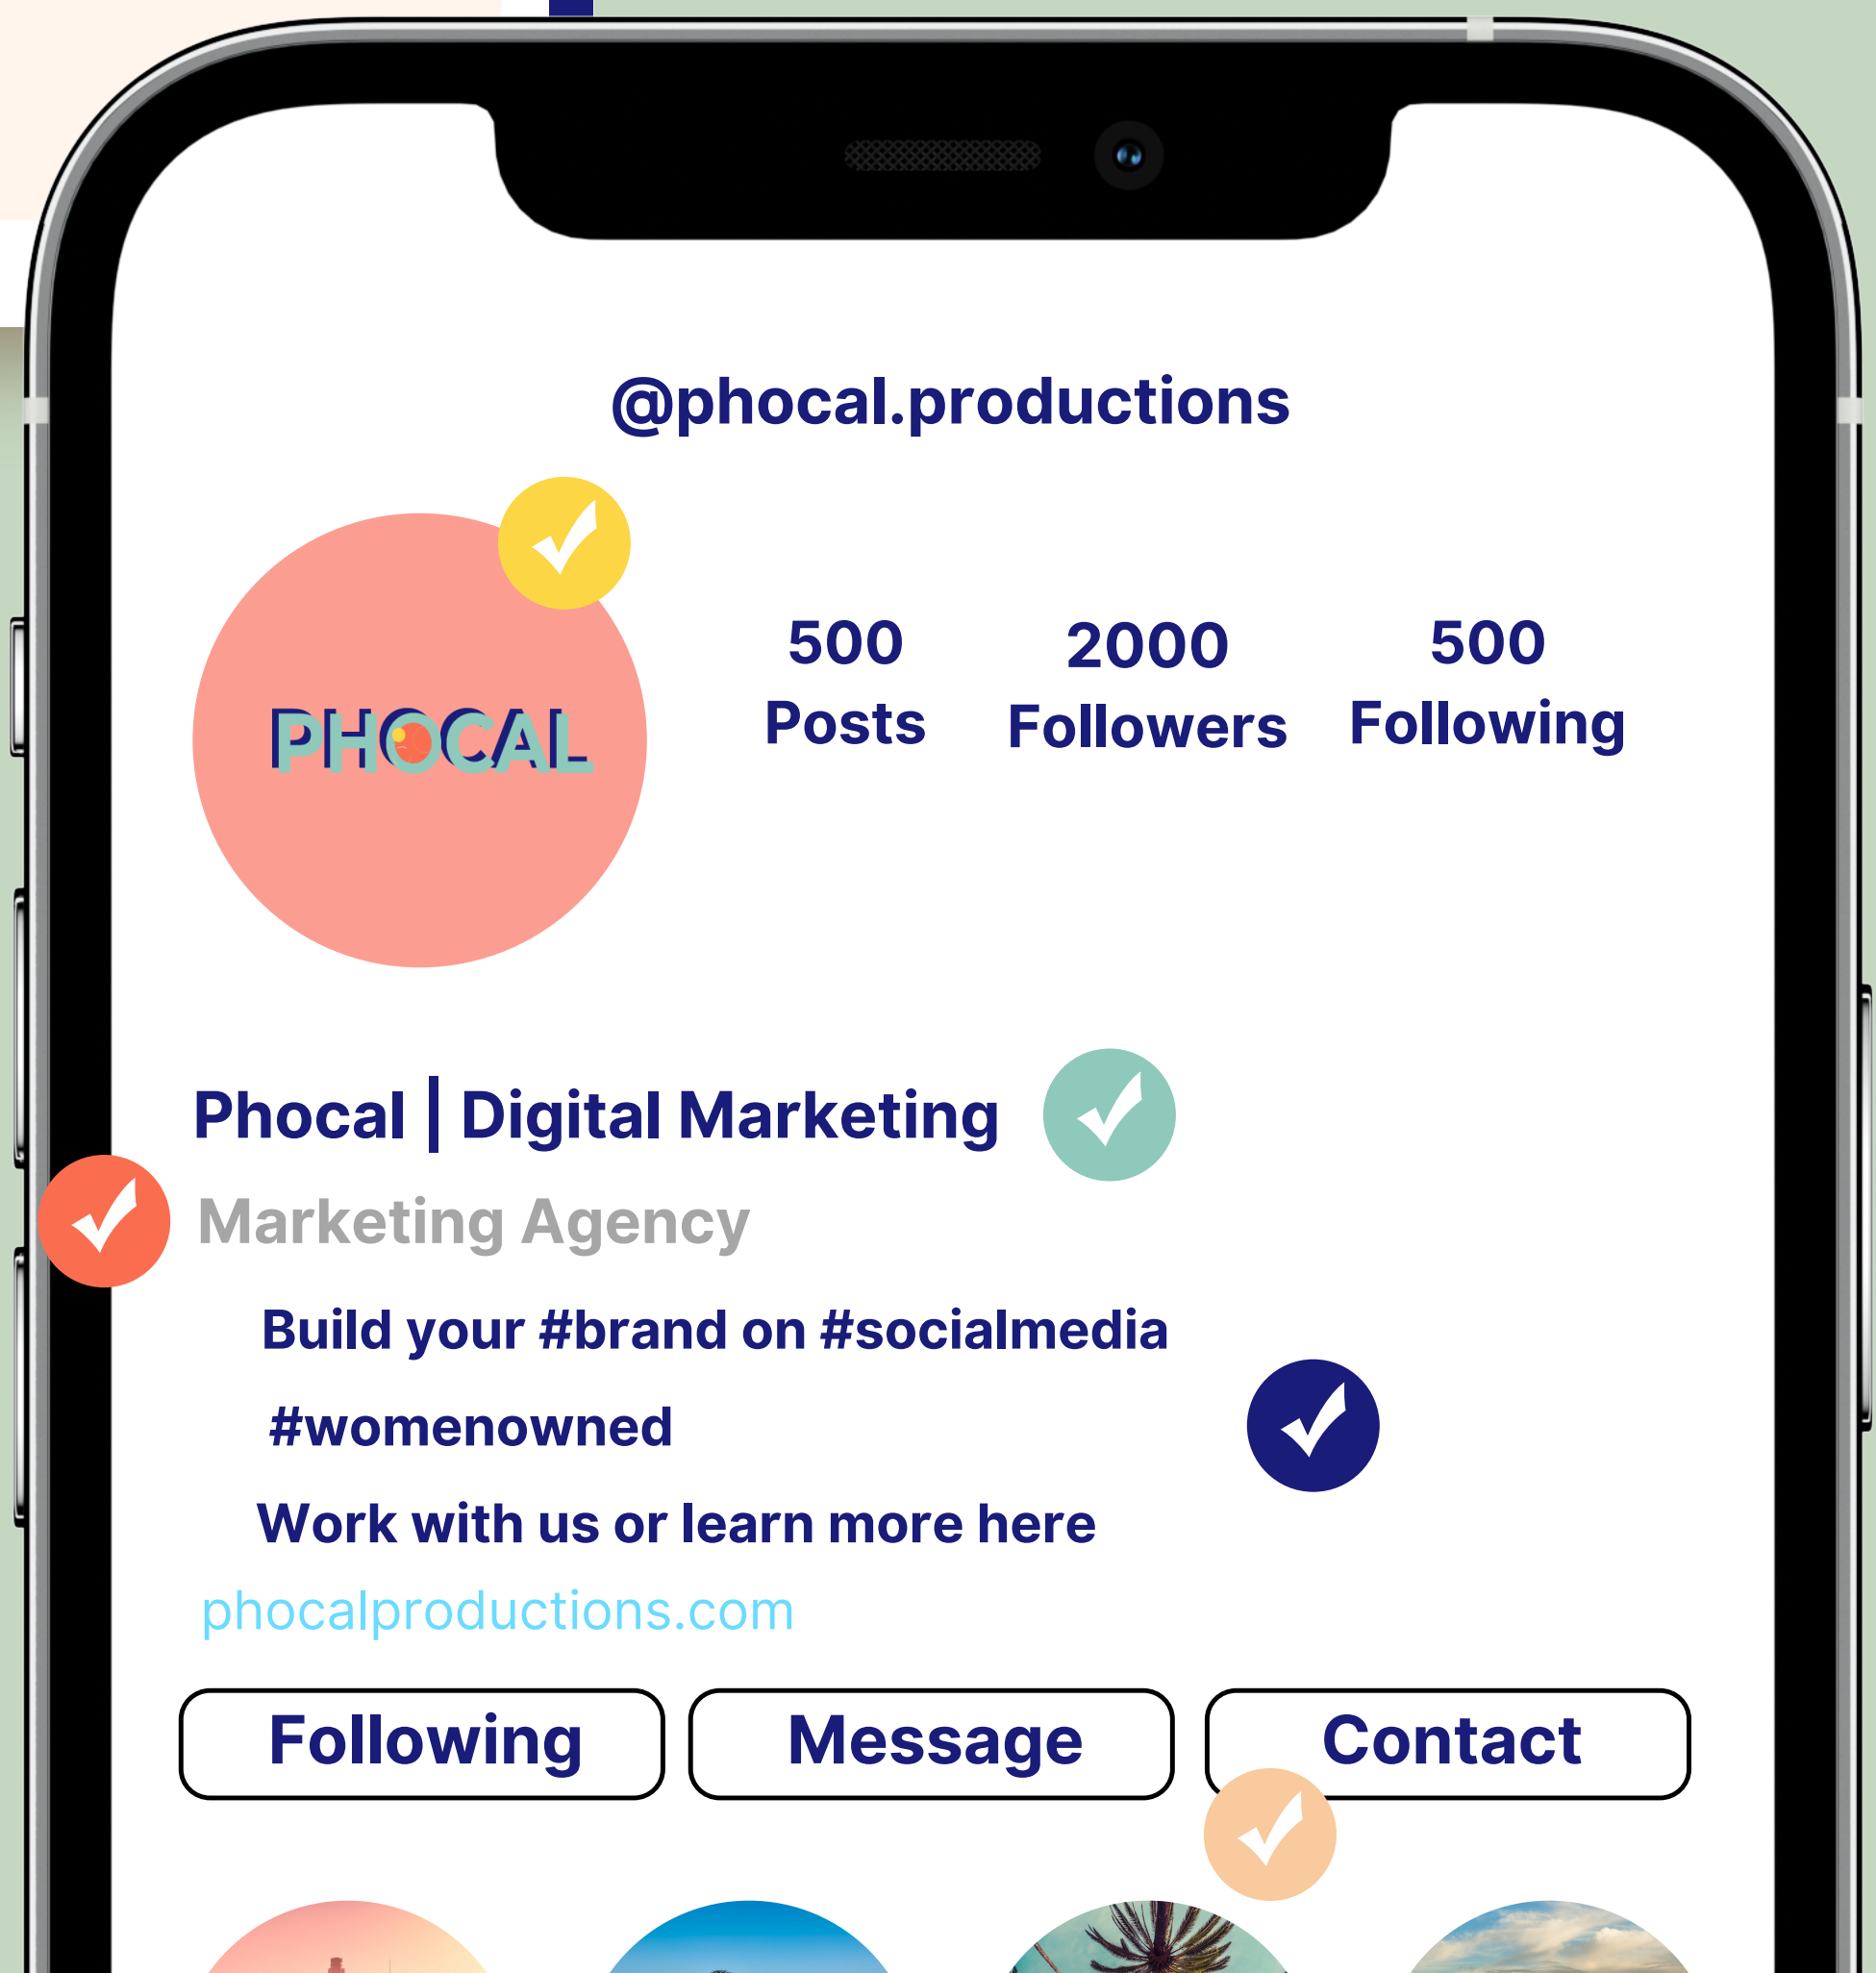 @phocal.productions
PHOCAL
500 2000 500
Posts Followers Following
Phocal | Digital Marketing
Marketing Agency
Build your #brand on #socialmedia
#womenowned
Work with us or learn more here
phocalproductions.com
Following Message Contact